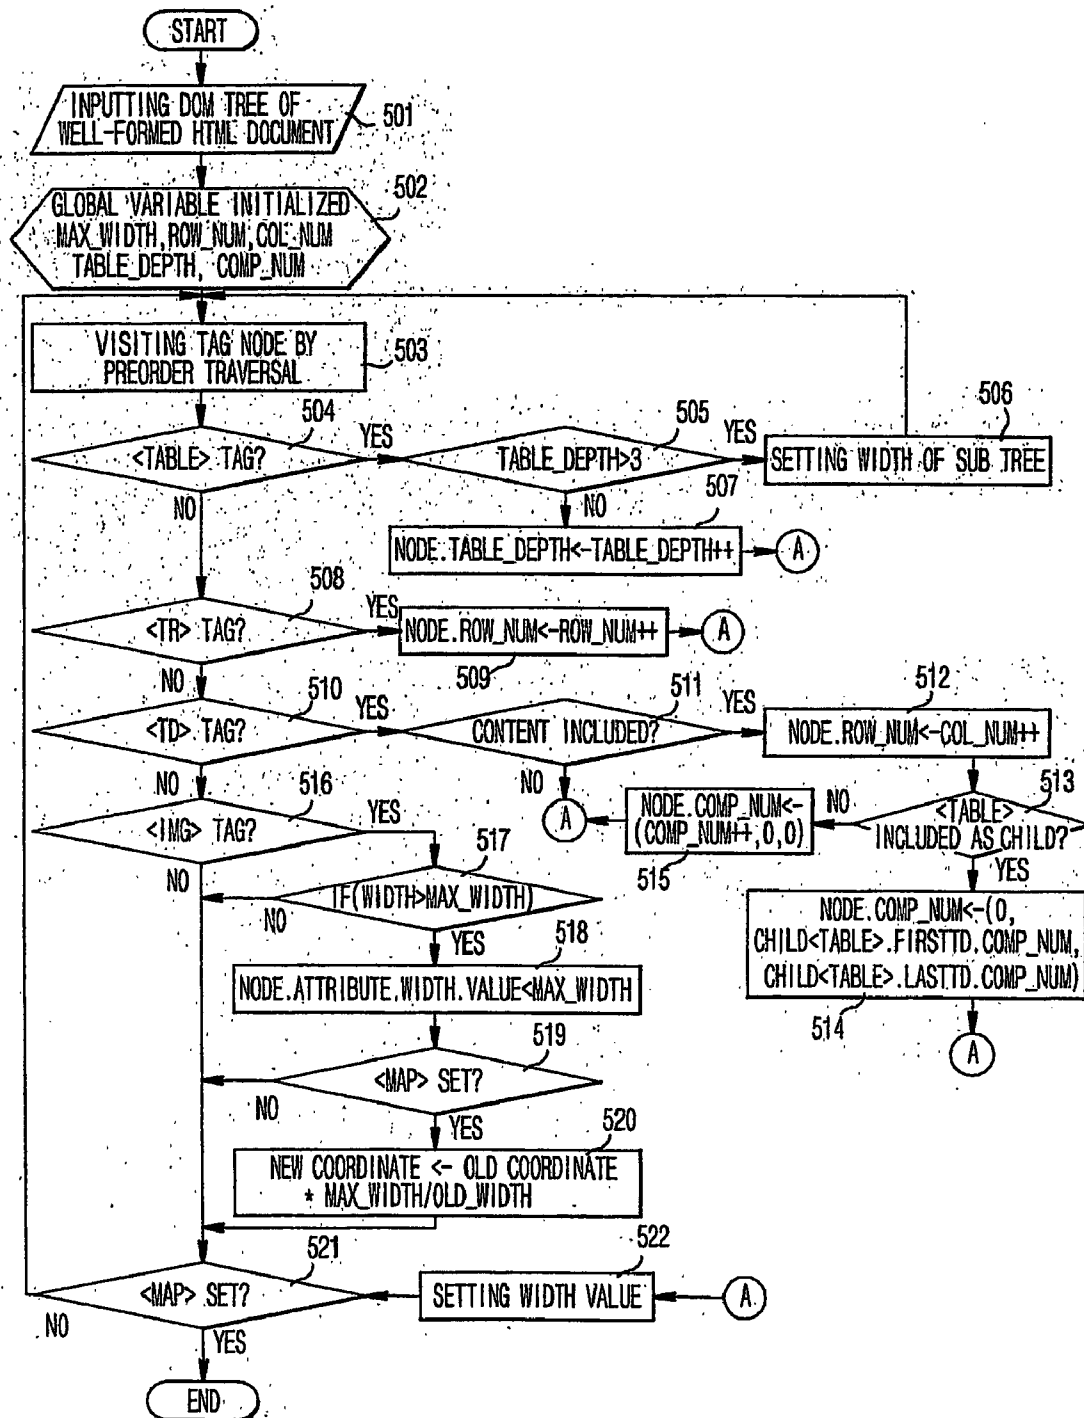 START
INPUTTING DOM TREE OF
WELL-FORMED HTML DOCUMENT
501
GLOBAL VARIABLE INITIALIZED
MAX_WIDTH,ROW_NUM,COL_NUM
TABLE_DEPTH, COMP_NUM
502
VISITING TAG NODE BY
PREORDER TRAVERSAL
503
<TABLE> TAG?
504
YES
NO
TABLE_DEPTH>3
505
YES
NO
SETTING WIDTH OF SUB TREE
506
NODE.TABLE_DEPTH<-TABLE_DEPTH++
507
A
<TR> TAG?
508
YES
NO
NODE.ROW_NUM<-ROW_NUM++
509
A
<TD> TAG?
510
YES
NO
CONTENT INCLUDED?
511
YES
NO
A
NODE.ROW_NUM<-COL_NUM++
512
<TABLE>
INCLUDED AS CHILD?
513
NO
YES
NODE.COMP_NUM<-
(COMP_NUM++,0,0)
515
NODE.COMP_NUM<-(0,
CHILD<TABLE>.FIRSTTD.COMP_NUM,
CHILD<TABLE>.LASTTD.COMP_NUM)
514
A
<IMG> TAG?
516
YES
NO
IF(WIDTH>MAX_WIDTH)
517
NO
YES
NODE.ATTRIBUTE.WIDTH.VALUE<MAX_WIDTH
518
<MAP> SET?
519
NO
YES
NEW COORDINATE <- OLD COORDINATE
* MAX_WIDTH/OLD_WIDTH
520
<MAP> SET?
521
NO
YES
SETTING WIDTH VALUE
522
A
END